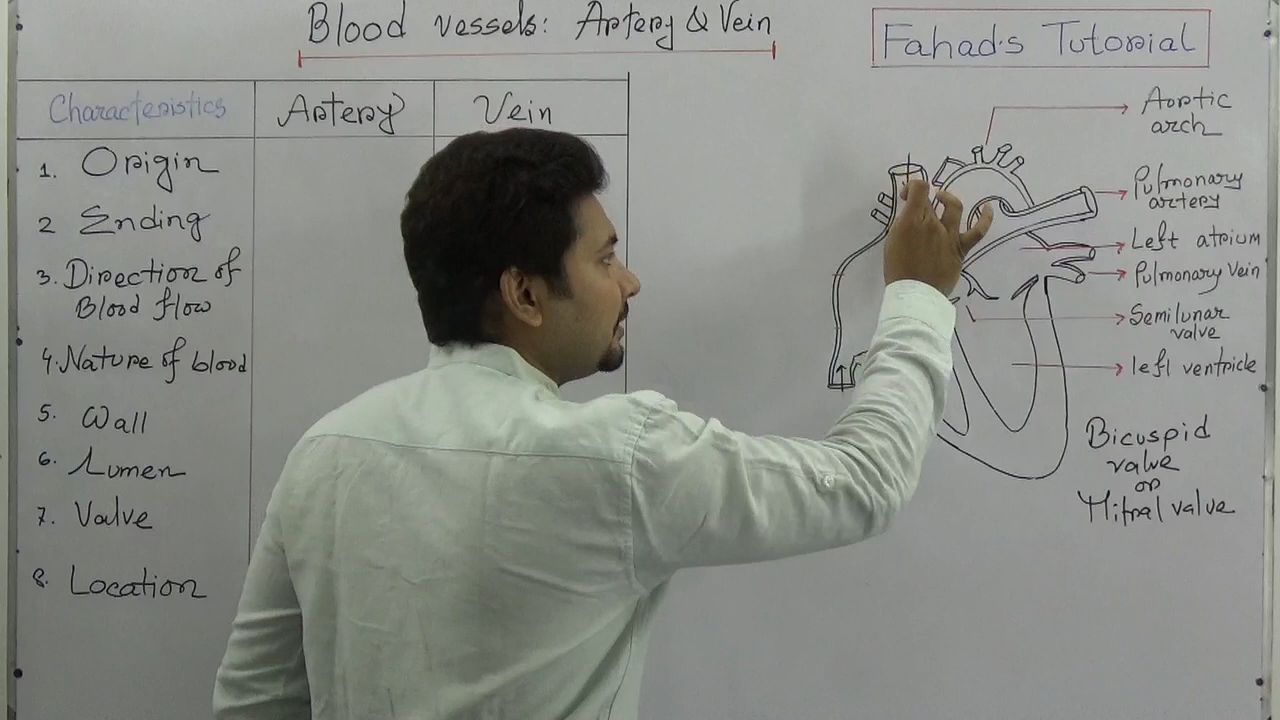 Blood vessels: Artery & Vein
Fahad's Tutorial
Characteristics
Artery
Vein
1. Origin
2 Ending
3. Direction of
Blood flow
4. Nature of blood
5. Wall
6. Lumen
7. Valve
8. Location
Aortic
arch
Pulmonary
artery
Left atrium
Pulmonary Vein
Semilunar
valve
left ventricle
Bicuspid
valve
or
Mitral valve